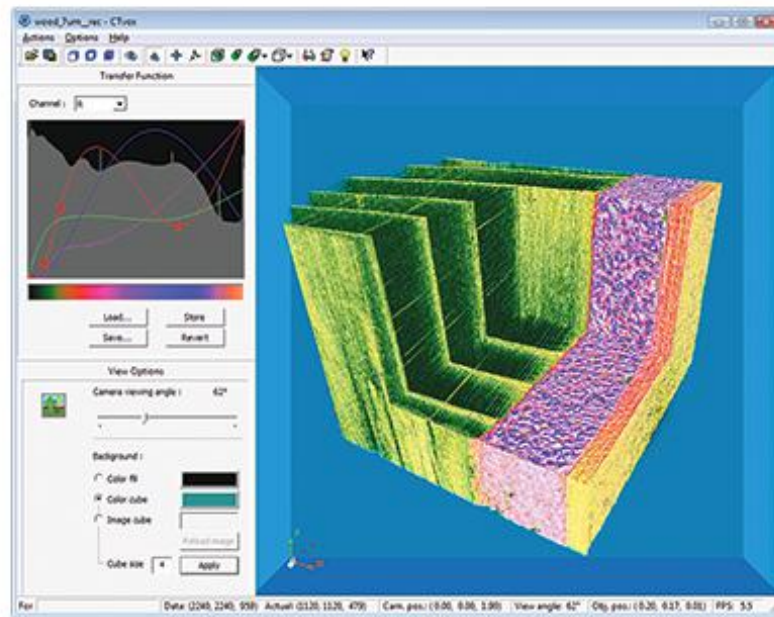 wood_7um_rec - CTvox
Actions Options Help
Transfer Function
Channel : R
Load... Store
Save... Revert
View Options
Camera viewing angle : 62°
Background :
Color fill
Color cube
Image cube
Reload image
Cube size 4 Apply
For Data: (2240, 2240, 958) Actual: (1120, 1120, 479) Cam. pos.: (0.00, 0.00, 1.00) View angle: 62° Obj. pos.: (0.20, 0.17, 0.01) FPS: 5.5